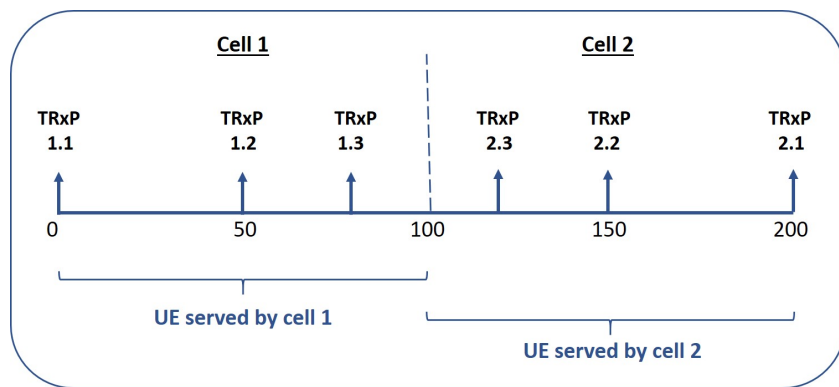 Cell 1
Cell 2
TRxP
1.1
TRxP
1.2
TRxP
1.3
TRxP
2.3
TRxP
2.2
TRxP
2.1
0
50
100
150
200
UE served by cell 1
UE served by cell 2